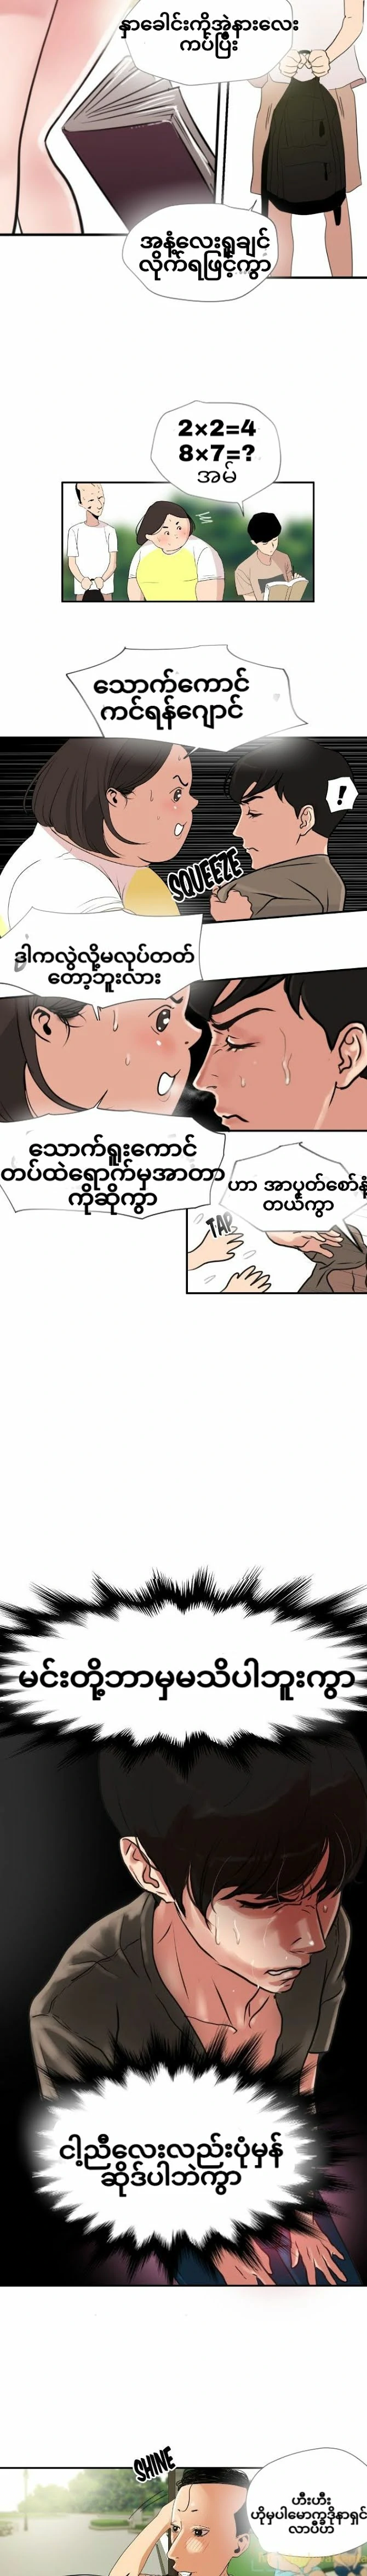 နှာခေါင်းကိုအဲ့နားလေး
ကပ်ပြီး
အနံ့လေးရှူချင်
လိုက်ရဖြင့်ကွာ
2×2=4
8×7=?
အမ်
သောက်ကောင်
ကင်ရန်ဂျောင်
!
SQUEEZE
ဒါကလွဲလို့မလုပ်တတ်
တော့ဘူးလား
သောက်ရူးကောင်
တပ်ထဲရောက်မှအာတာ
ကိုဆိုကွာ
ဟာ အာပုတ်စော်နံ
တယ်ကွာ
TAP
မင်းတို့ဘာမှမသိပါဘူးကွာ
ငါ့ညီလေးလည်းပုံမှန်
ဆိုဒ်ပါဘဲကွာ
SHINE
ဟီးဟီး
ဟိုမှပါမောက္ခဒိုနာရှင်
လာပီဟ